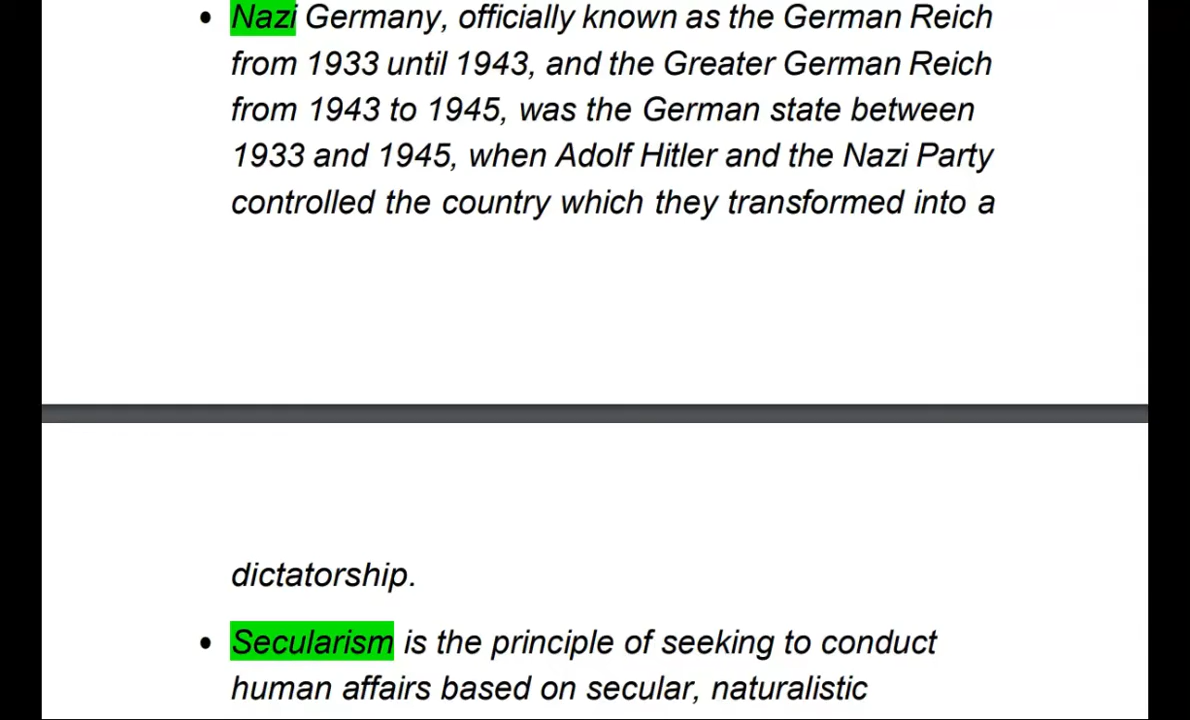 • Nazi Germany, officially known as the German Reich
from 1933 until 1943, and the Greater German Reich
from 1943 to 1945, was the German state between
1933 and 1945, when Adolf Hitler and the Nazi Party
controlled the country which they transformed into a
dictatorship.
• Secularism is the principle of seeking to conduct
human affairs based on secular, naturalistic